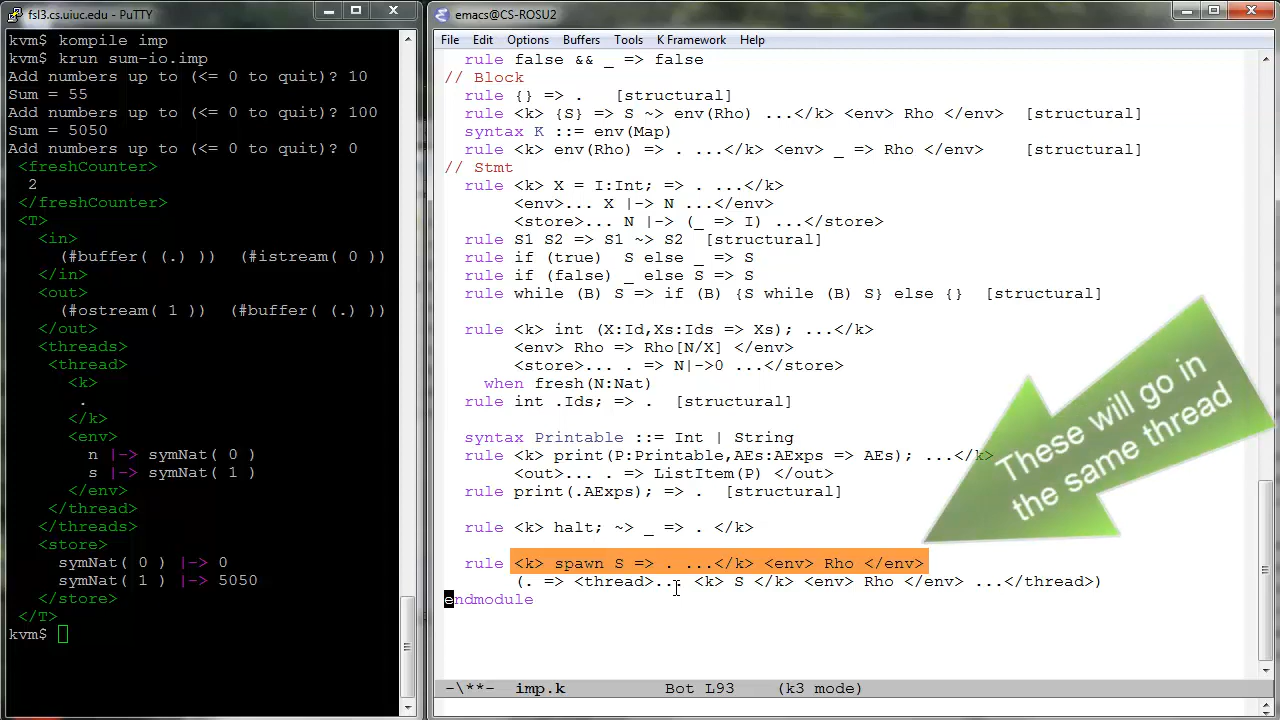 fsl3.cs.uiuc.edu - PuTTY
kvm$ kompile imp
kvm$ krun sum-io.imp
Add numbers up to (<= 0 to quit)? 10
Sum = 55
Add numbers up to (<= 0 to quit)? 100
Sum = 5050
Add numbers up to (<= 0 to quit)? 0
<freshCounter>
2
</freshCounter>
<T>
<in>
(#buffer( (.) ))  (#istream( 0 ))
</in>
<out>
(#ostream( 1 ))  (#buffer( (.) ))
</out>
<threads>
<thread>
<k>
.
</k>
<env>
n |-> symNat( 0 )
s |-> symNat( 1 )
</env>
</thread>
</threads>
<store>
symNat( 0 ) |-> 0
symNat( 1 ) |-> 5050
</store>
</T>
kvm$
emacs@CS-ROSU2
File Edit Options Buffers Tools K Framework Help
rule false && _ => false
// Block
rule {} => .   [structural]
rule <k> {S} => S ~> env(Rho) ...</k> <env> Rho </env>  [structural]
syntax K ::= env(Map)
rule <k> env(Rho) => . ...</k> <env> _ => Rho </env>    [structural]
// Stmt
rule <k> X = I:Int; => . ...</k>
<env>... X |-> N ...</env>
<store>... N |-> (_ => I) ...</store>
rule S1 S2 => S1 ~> S2  [structural]
rule if (true)  S else _ => S
rule if (false) _ else S => S
rule while (B) S => if (B) {S while (B) S} else {}  [structural]
rule <k> int (X:Id,Xs:Ids => Xs); ...</k>
<env> Rho => Rho[N/X] </env>
<store>... . => N|->0 ...</store>
when fresh(N:Nat)
rule int .Ids; => .  [structural]
syntax Printable ::= Int | String
rule <k> print(P:Printable,AEs:AExps => AEs); ...</k>
<out>... . => ListItem(P) </out>
rule print(.AExps); => .  [structural]
rule <k> halt; ~> _ => . </k>
rule <k> spawn S => . ...</k> <env> Rho </env>
(. => <thread>... <k> S </k> <env> Rho </env> ...</thread>)
endmodule
These will go in
the same thread
-\**-  imp.k  Bot L93  (k3 mode)